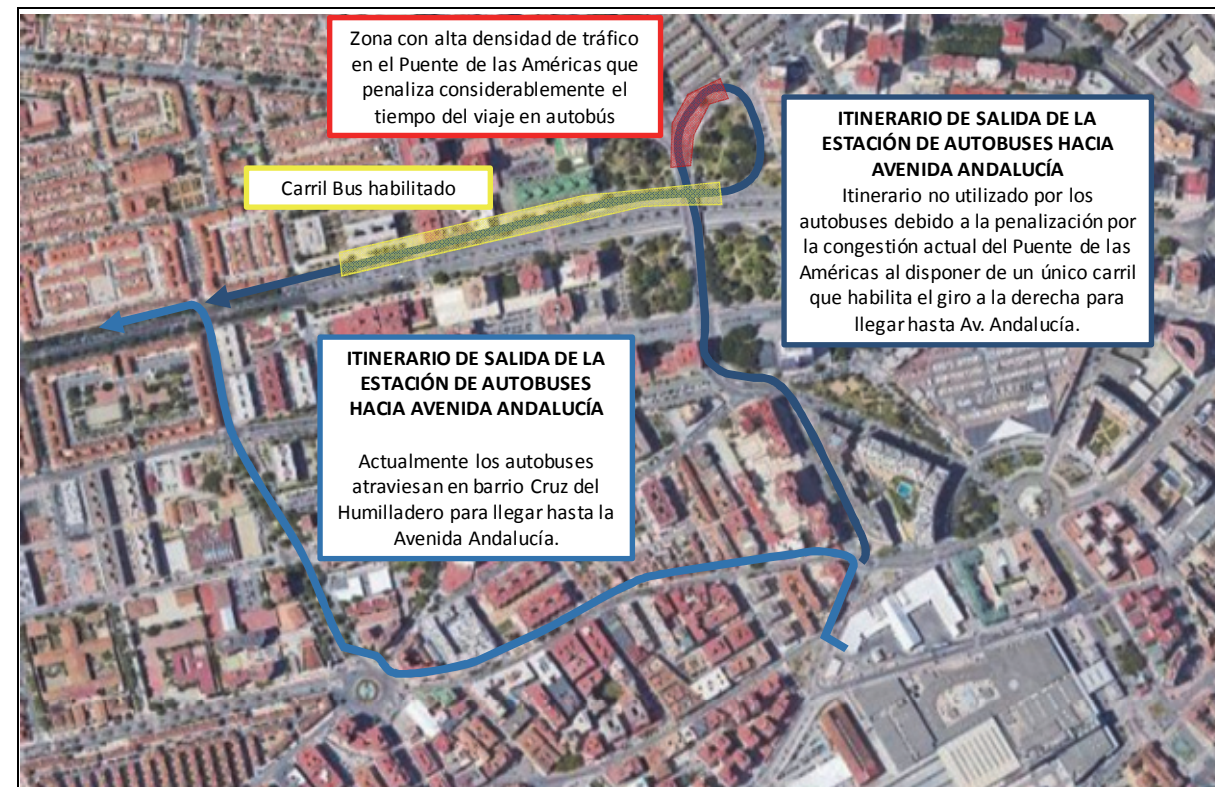 Zona con alta densidad de tráfico
en el Puente de las Américas que
penaliza considerablemente el
tiempo del viaje en autobús
Carril Bus habilitado
ITINERARIO DE SALIDA DE LA
ESTACIÓN DE AUTOBUSES HACIA
AVENIDA ANDALUCÍA
Itinerario no utilizado por los
autobuses debido a la penalización por
la congestión actual del Puente de las
Américas al disponer de un único carril
que habilita el giro a la derecha para
llegar hasta Av. Andalucía.
ITINERARIO DE SALIDA DE LA
ESTACIÓN DE AUTOBUSES
HACIA AVENIDA ANDALUCÍA
Actualmente los autobuses
atraviesan en barrio Cruz del
Humilladero para llegar hasta la
Avenida Andalucía.